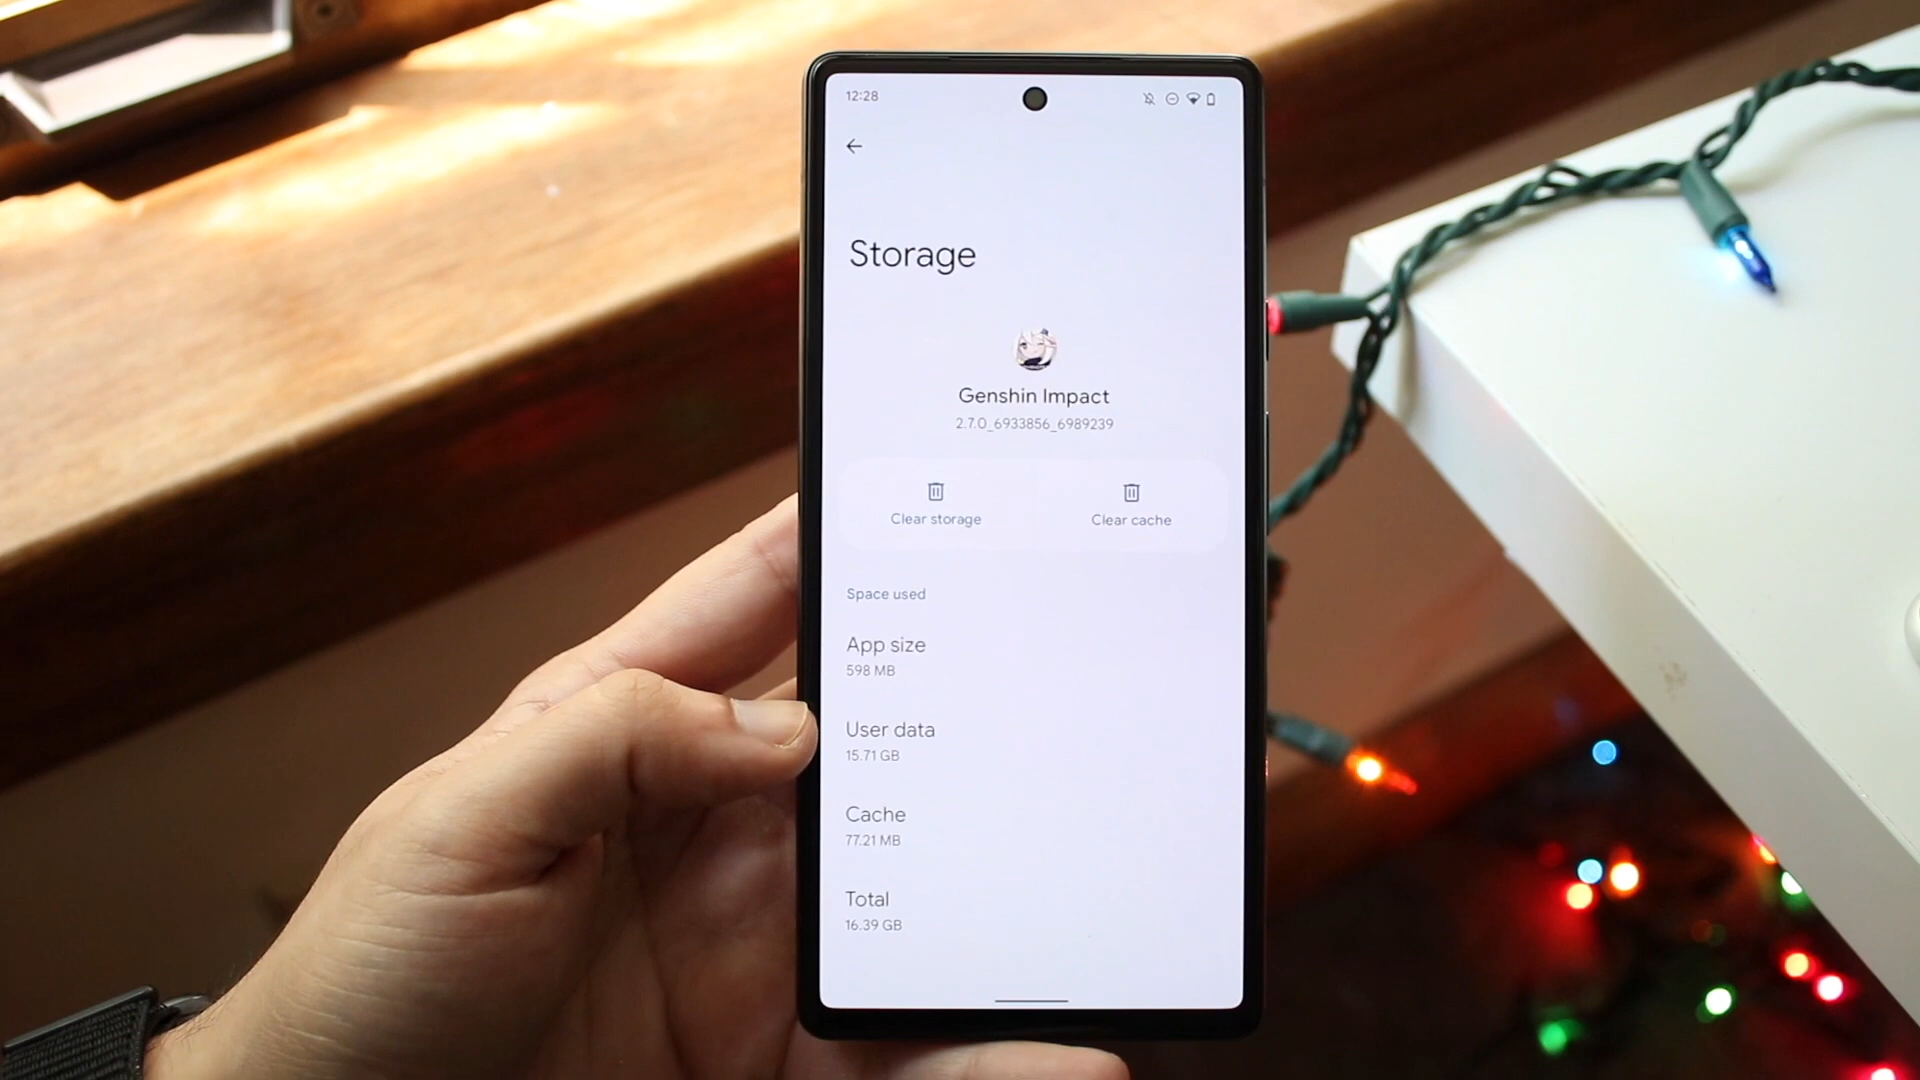 12:28
Storage
Genshin Impact
2.7.0_6933856_6989239
Clear storage
Clear cache
Space used
App size
598 MB
User data
15.71 GB
Cache
77.21 MB
Total
16.39 GB